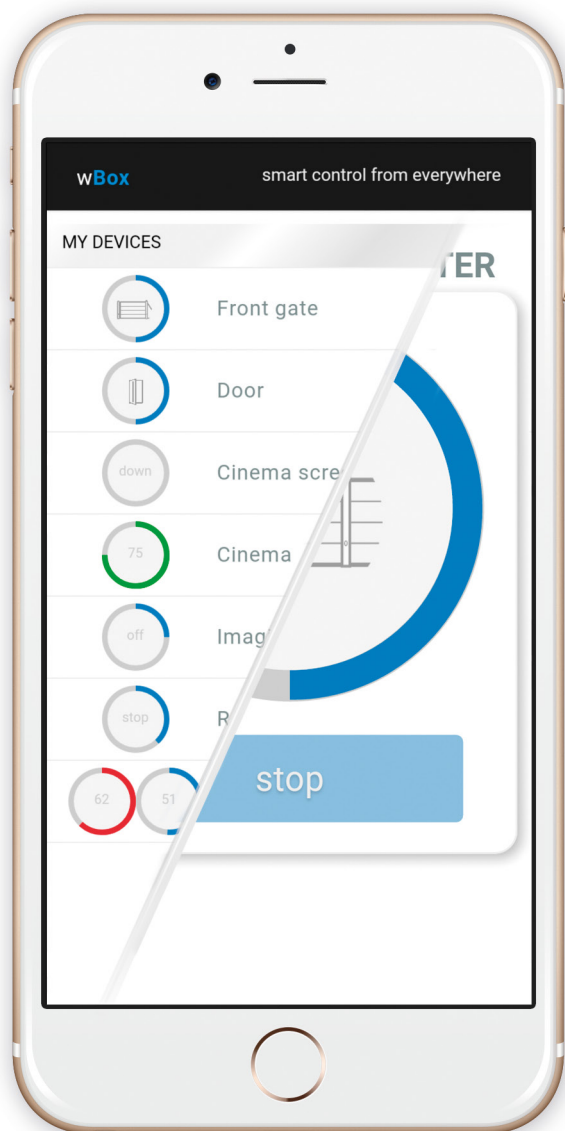 wBox
smart control from everywhere
MY DEVICES
TER
Front gate
Door
down
Cinema scre
75
Cinema
off
Imag
stop
R
stop
62
51